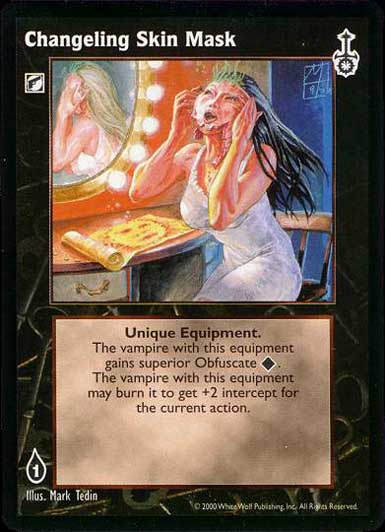 Changeling Skin Mask
Unique Equipment.
The vampire with this equipment
gains superior Obfuscate ◆.
The vampire with this equipment
may burn it to get +2 intercept for
the current action.
1
Illus. Mark Tedin
© 2000 White Wolf Publishing, Inc. All Rights Reserved.